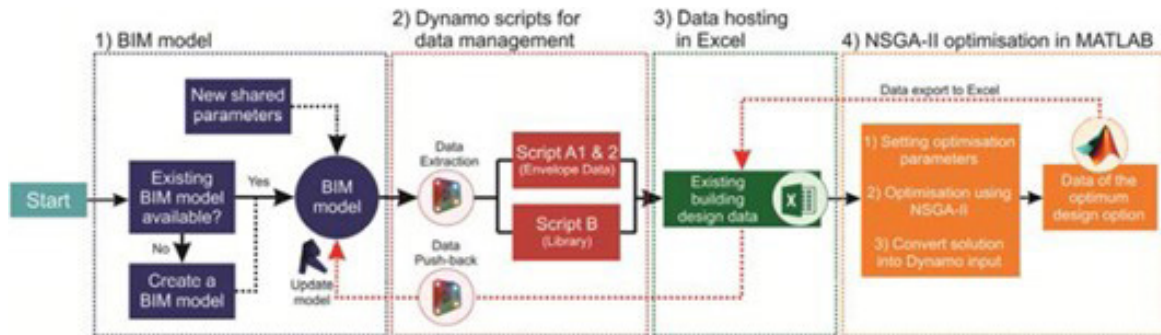 1) BIM model
2) Dynamo scripts for
data management
3) Data hosting
in Excel
4) NSGA-II optimisation in MATLAB
Start
New shared
parameters
Existing
BIM model
available?
Yes
No
Create a
BIM model
BIM
model
Update
model
Data
Extraction
Script A1 & 2
(Envelope Data)
Script B
(Library)
Data
Push-back
Existing
building
design data
X
Data export to Excel
1) Setting optimisation
parameters
2) Optimisation using
NSGA-II
3) Convert solution
into Dynamo input
Data of the
optimum
design option